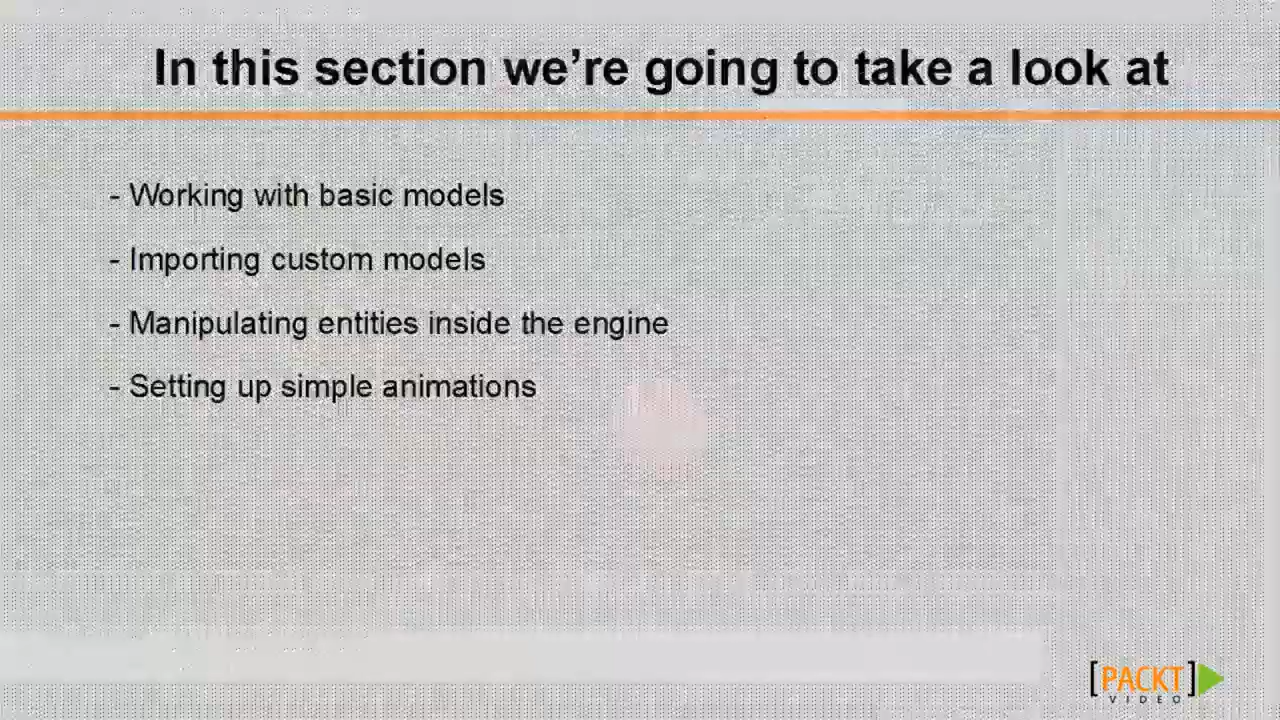 In this section we're going to take a look at
- Working with basic models
- Importing custom models
- Manipulating entities inside the engine
- Setting up simple animations
[PACKT]
VIDEO